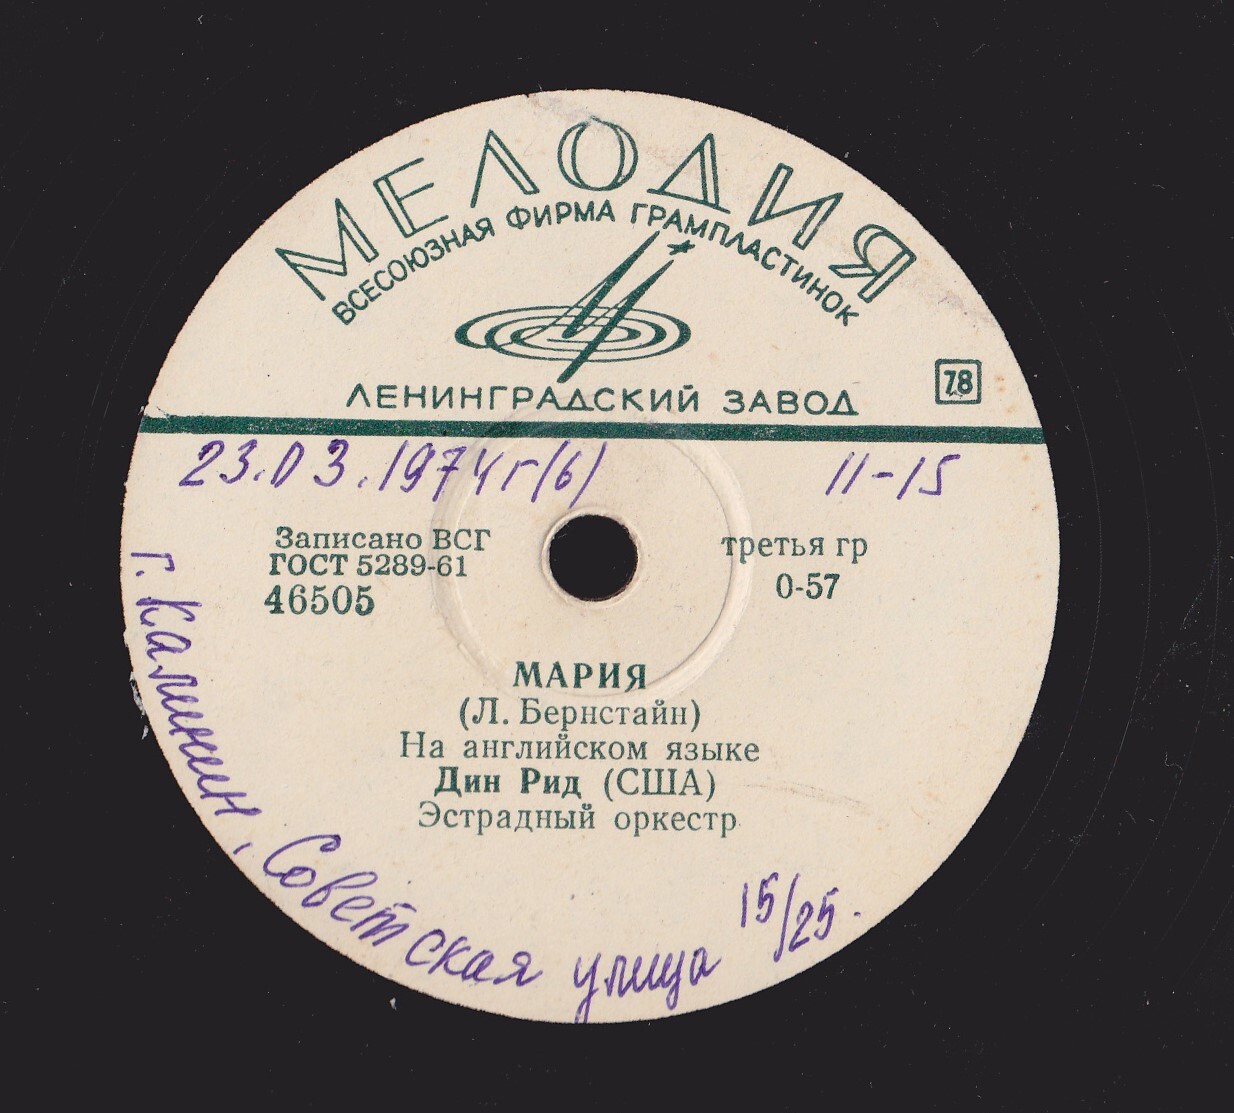 МЕЛОДИЯ
ВСЕСОЮЗНАЯ ФИРМА ГРАМПЛАСТИНОК
ЛЕНИНГРАДСКИЙ ЗАВОД
78
23.03.1974г(6)
11-15
Записано ВСГ
ГОСТ 5289-61
46505
третья гр
0-57
МАРИЯ
(Л. Бернстайн)
На английском языке
Дин Рид (США)
Эстрадный оркестр
г. Калинин, Советская улица 15/25.